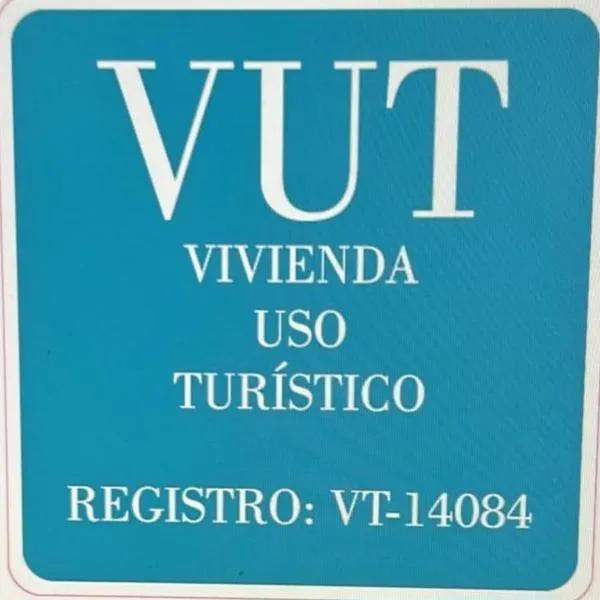 VUT
VIVIENDA
USO
TURÍSTICO
REGISTRO: VT-14084